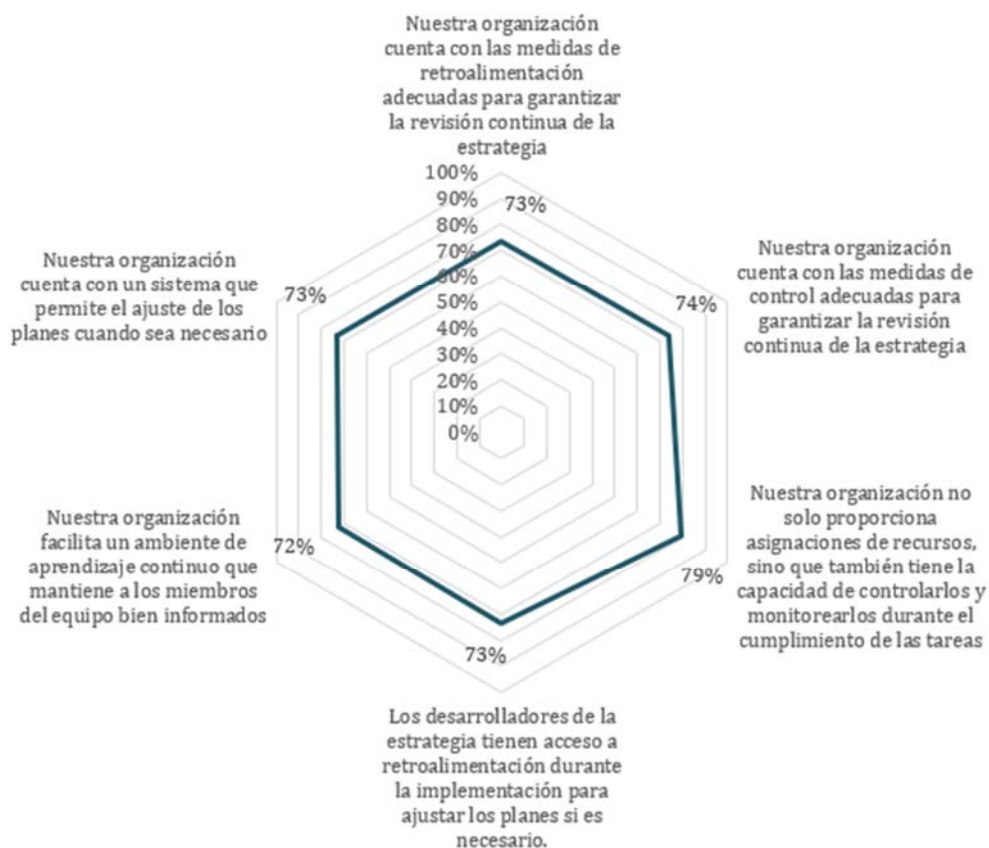 Nuestra organización
cuenta con las medidas de
retroalimentación
adecuadas para garantizar
la revisión continua de la
estrategia
100%
90%
80%
70%
60%
50%
40%
30%
20%
10%
0%
73%
Nuestra organización
cuenta con las medidas de
control adecuadas para
garantizar la revisión
continua de la estrategia
74%
Nuestra organización no
solo proporciona
asignaciones de recursos,
sino que también tiene la
capacidad de controlarlos y
monitorearlos durante el
cumplimiento de las tareas
79%
73%
Los desarrolladores de la
estrategia tienen acceso a
retroalimentación durante
la implementación para
ajustar los planes si es
necesario.
Nuestra organización
facilita un ambiente de
aprendizaje continuo que
mantiene a los miembros
del equipo bien informados
72%
Nuestra organización
cuenta con un sistema que
permite el ajuste de los
planes cuando sea necesario
73%